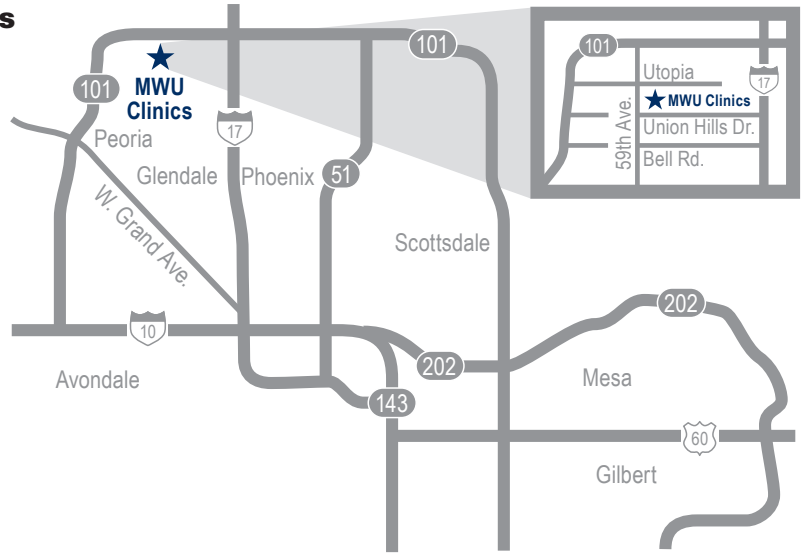 s
101
MWU
Clinics
101
17
Peoria
Glendale
Phoenix
51
W. Grand Ave.
Scottsdale
10
202
202
Avondale
143
Mesa
60
Gilbert
101
Utopia
17
MWU Clinics
59th Ave.
Union Hills Dr.
Bell Rd.